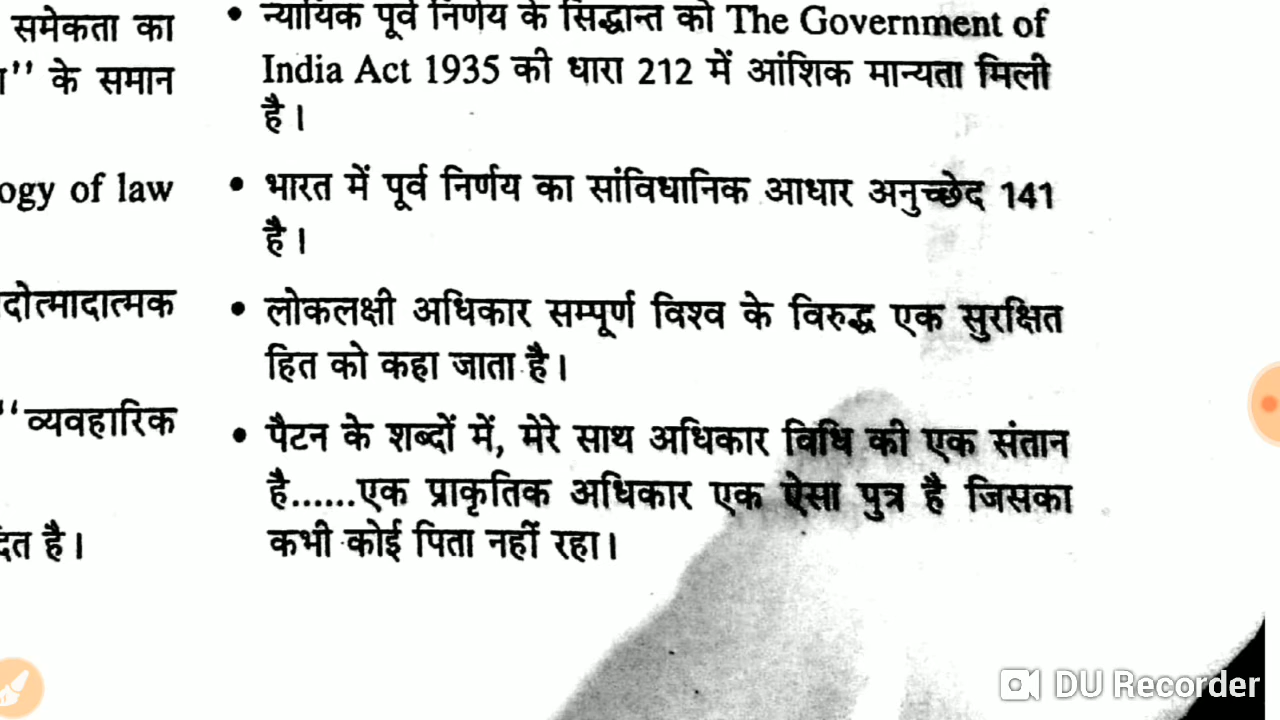 समेकता का
के समान
ogy of law
व्यवहारिक
है।
• न्यायिक पूर्व निर्णय के सिद्धान्त को The Government of
India Act 1935 की धारा 212 में आंशिक मान्यता मिली
है।
• भारत में पूर्व निर्णय का सांविधानिक आधार अनुच्छेद 141
है।
• लोकलक्षी अधिकार सम्पूर्ण विश्व के विरुद्ध एक सुरक्षित
हित को कहा जाता है।
• पैटन के शब्दों में, मेरे साथ अधिकार विधि की एक संतान
है......एक प्राकृतिक अधिकार एक ऐसा पुत्र है जिसका
कभी कोई पिता नहीं रहा।
DU Recorder